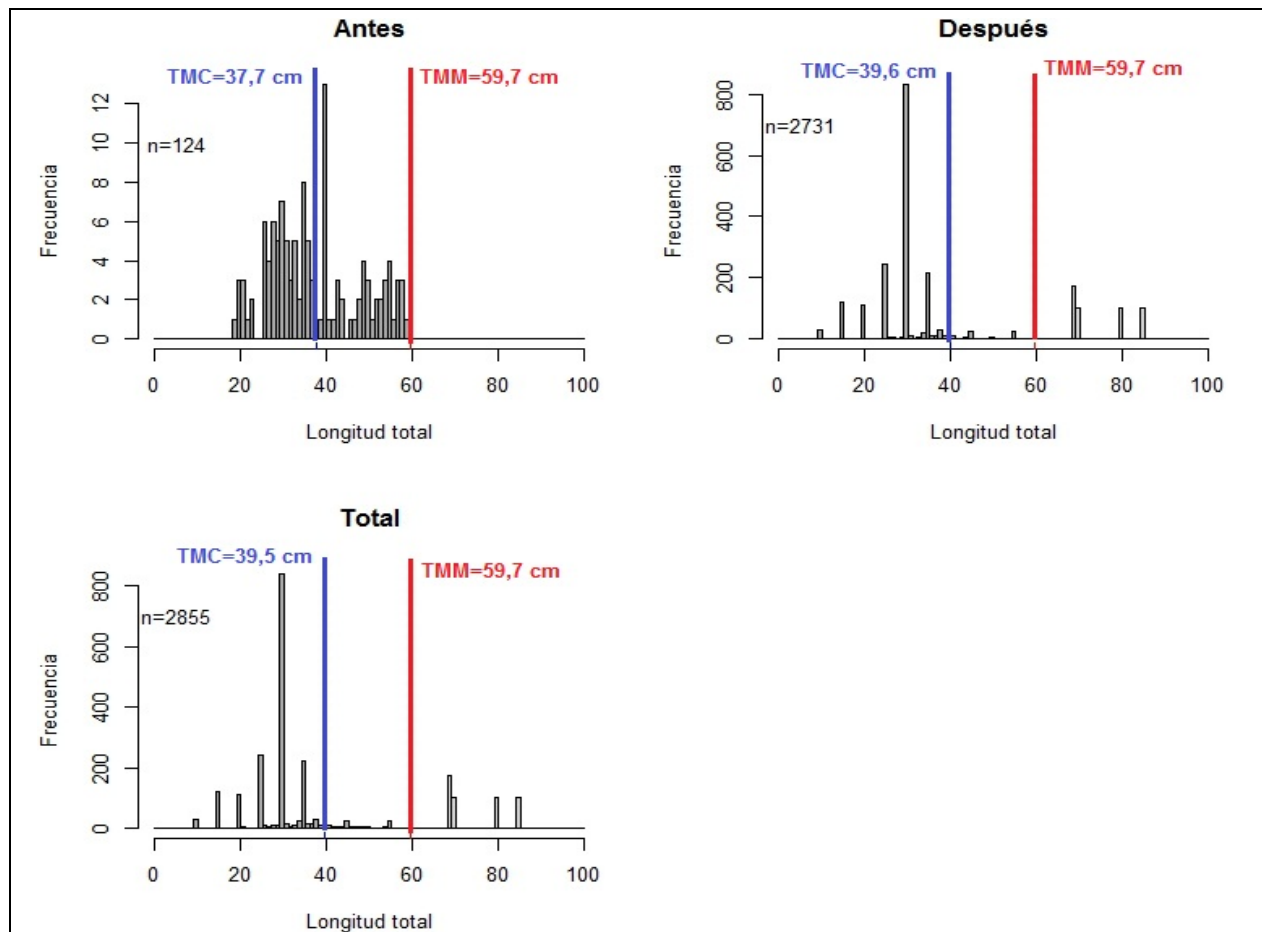 Antes
TMC=37,7 cm
TMM=59,7 cm
n=124
Frecuencia
0 2 4 6 8 10 12
0 20 40 60 80 100
Longitud total
Después
TMC=39,6 cm
TMM=59,7 cm
n=2731
Frecuencia
0 200 400 600 800
0 20 40 60 80 100
Longitud total
Total
TMC=39,5 cm
TMM=59,7 cm
n=2855
Frecuencia
0 200 400 600 800
0 20 40 60 80 100
Longitud total